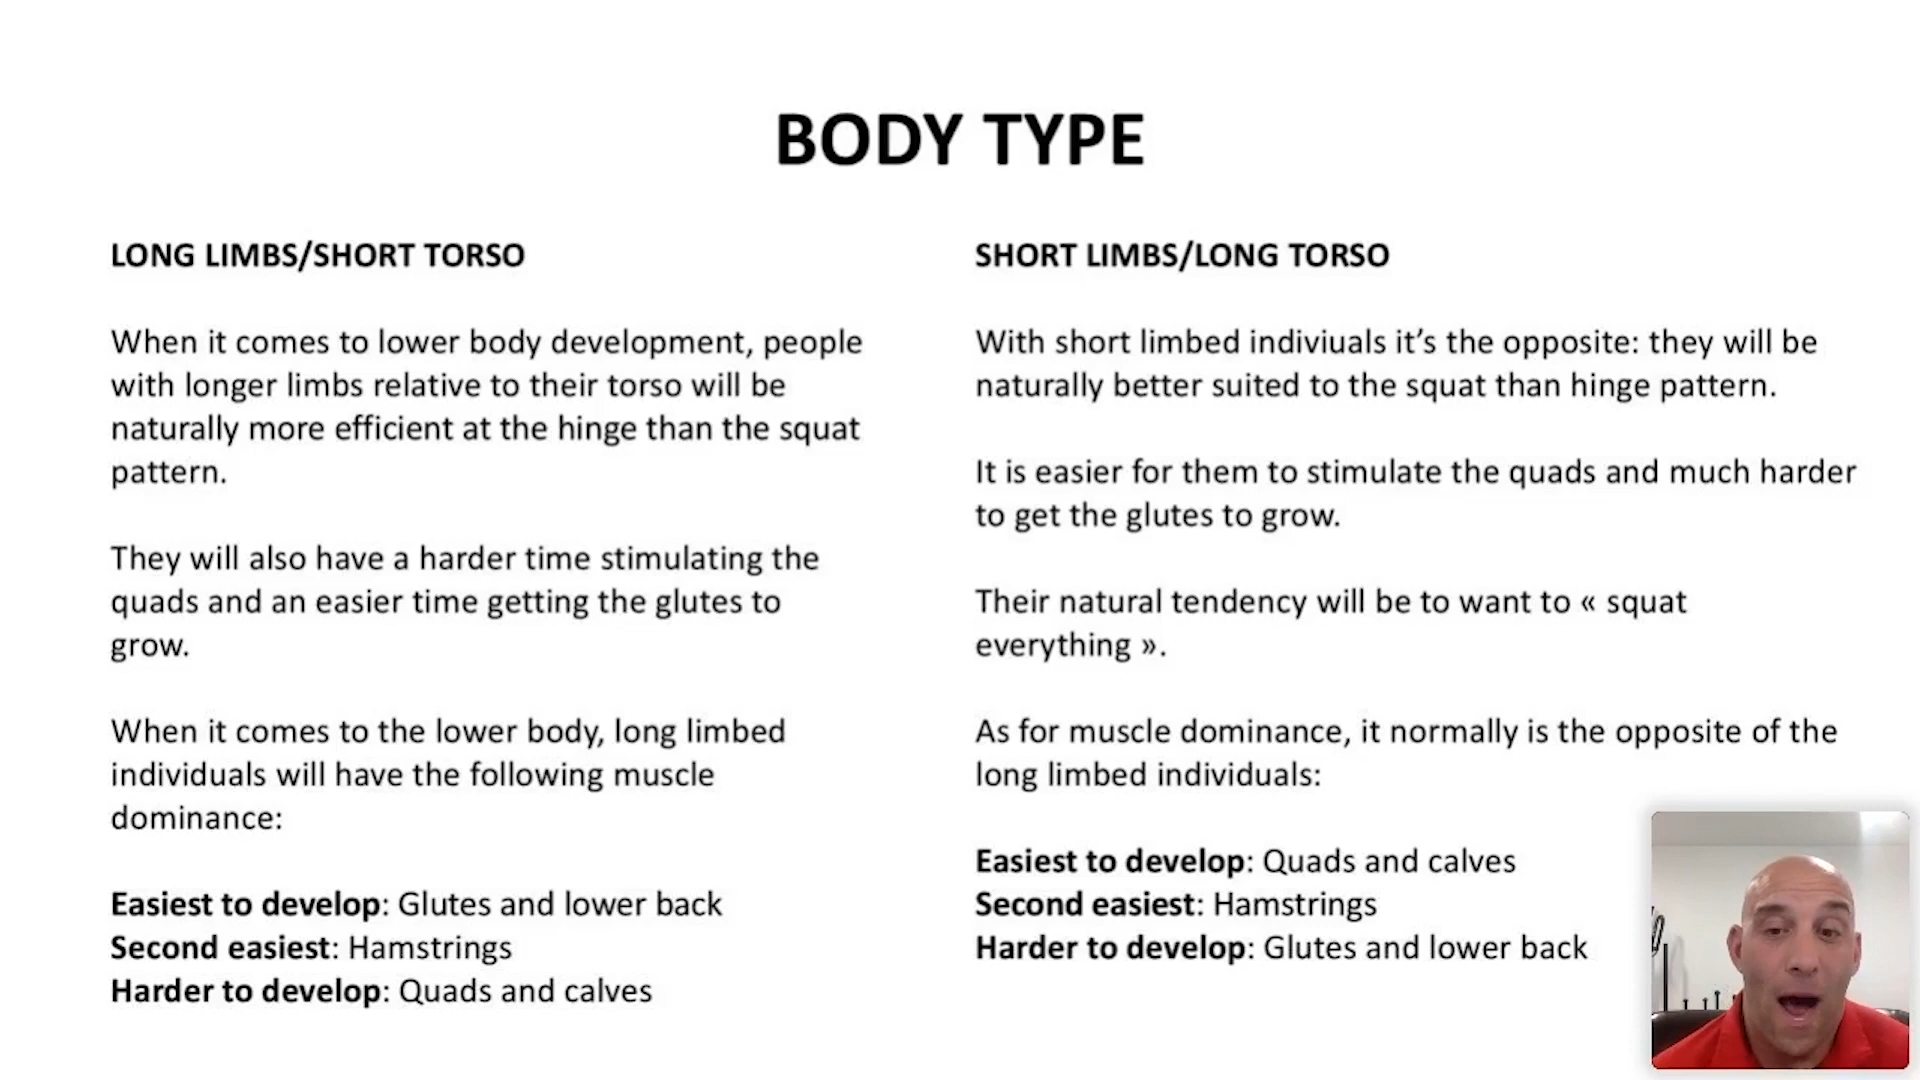 BODY TYPE
LONG LIMBS/SHORT TORSO
When it comes to lower body development, people
with longer limbs relative to their torso will be
naturally more efficient at the hinge than the squat
pattern.
They will also have a harder time stimulating the
quads and an easier time getting the glutes to
grow.
When it comes to the lower body, long limbed
individuals will have the following muscle
dominance:
Easiest to develop: Glutes and lower back
Second easiest: Hamstrings
Harder to develop: Quads and calves
SHORT LIMBS/LONG TORSO
With short limbed indiviuals it’s the opposite: they will be
naturally better suited to the squat than hinge pattern.
It is easier for them to stimulate the quads and much harder
to get the glutes to grow.
Their natural tendency will be to want to « squat
everything ».
As for muscle dominance, it normally is the opposite of the
long limbed individuals:
Easiest to develop: Quads and calves
Second easiest: Hamstrings
Harder to develop: Glutes and lower back